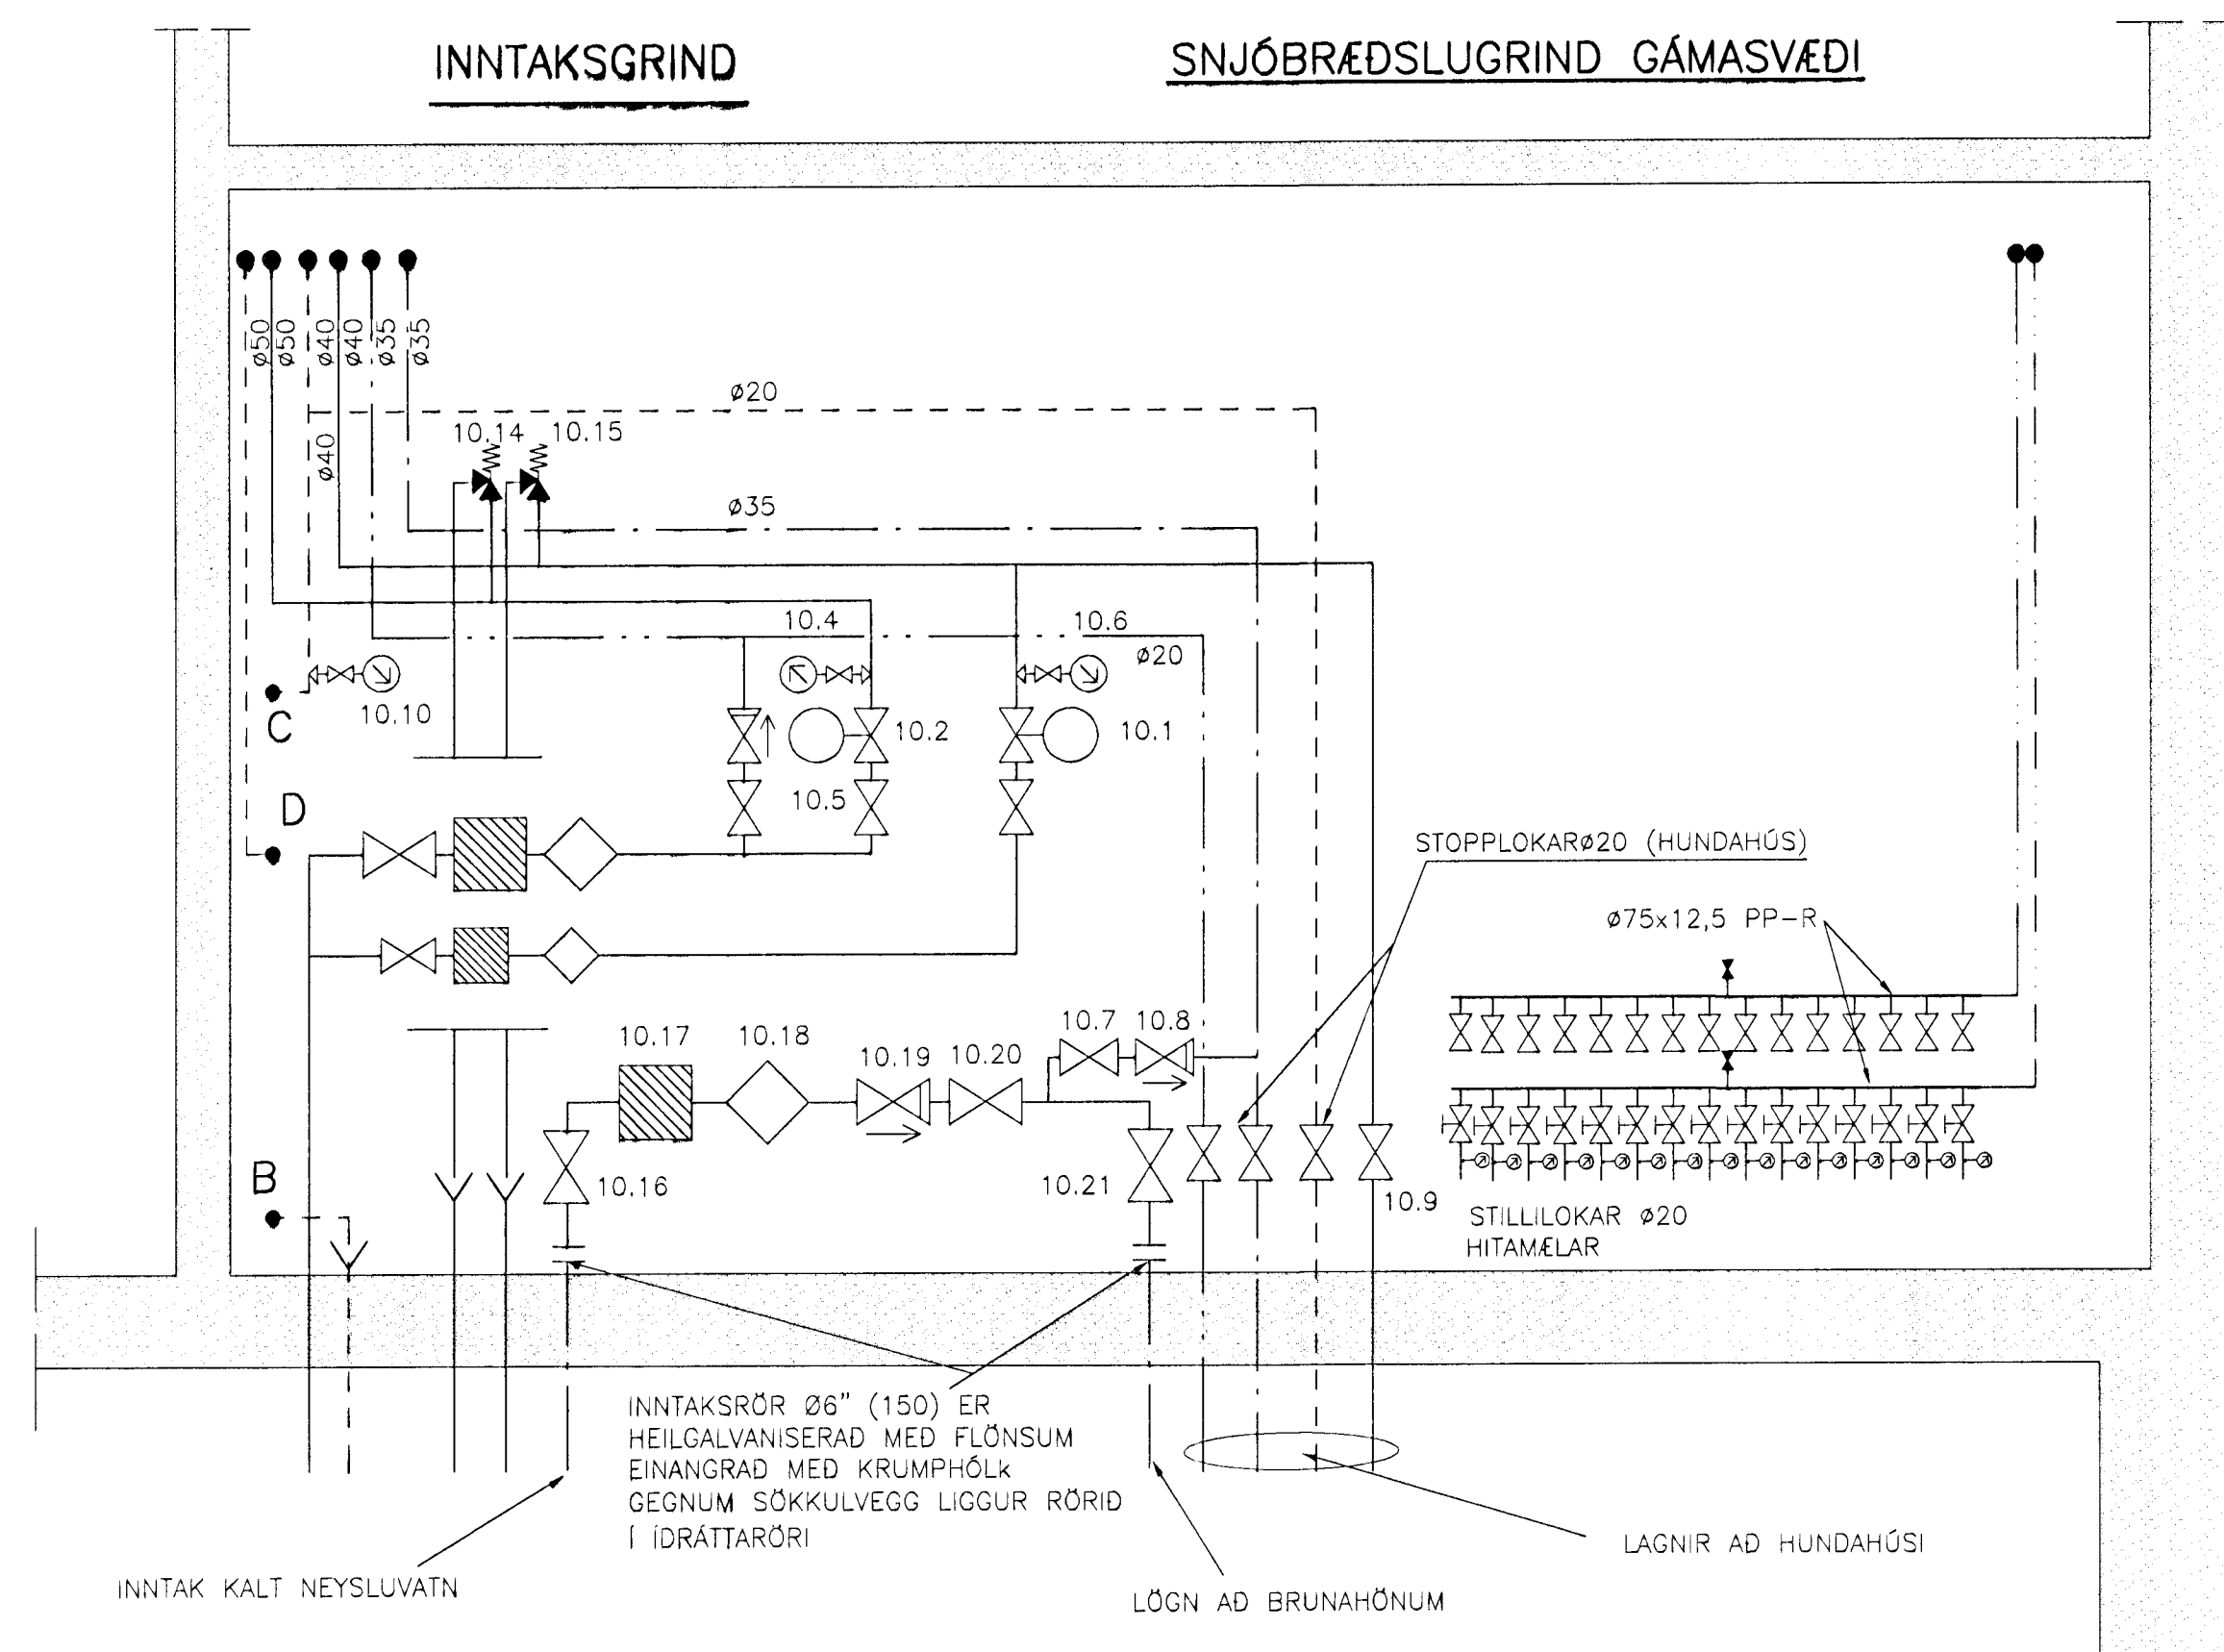 INNTAKSGRIND
SNJÓBRÆÐSLUGRIND GÁMASVÆÐI
ø50
ø50
ø40
ø40
ø35
ø35
ø20
10.14
10.15
ø40
ø35
10.4
10.6
ø20
10.10
C
10.2
10.1
10.5
D
STOPPLOKARø20 (HUNDAHÚS)
ø75x12,5 PP-R
10.17
10.18
10.19
10.20
10.7
10.8
B
10.16
10.21
10.9
STILLILOKAR ø20
HITAMÆLAR
INNTAKSRÖR Ø6" (150) ER
HEILGALVANISERAÐ MEÐ FLÖNSUM
EINANGRAÐ MEÐ KRUMPHÓLk
GEGNUM SÖKKULVEGG LIGGUR RÖRIÐ
Í ÍDRÁTTARÖRI
LAGNIR AÐ HUNDAHÚSI
INNTAK KALT NEYSLUVATN
LÖGN AÐ BRUNAHÖNUM